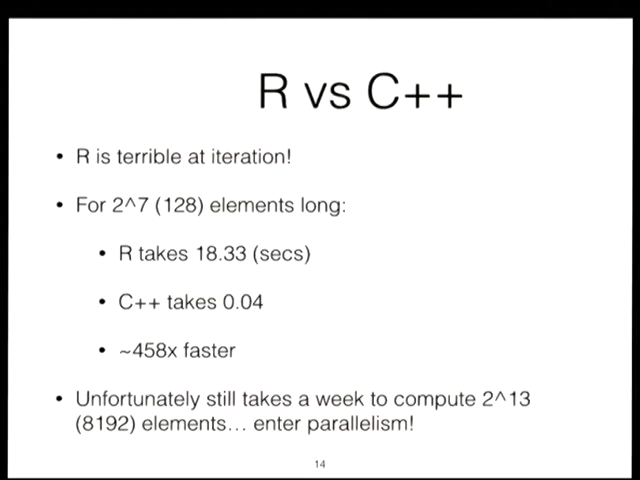 R vs C++
• R is terrible at iteration!
• For 2^7 (128) elements long:
• R takes 18.33 (secs)
• C++ takes 0.04
• ~458x faster
• Unfortunately still takes a week to compute 2^13
(8192) elements… enter parallelism!
14